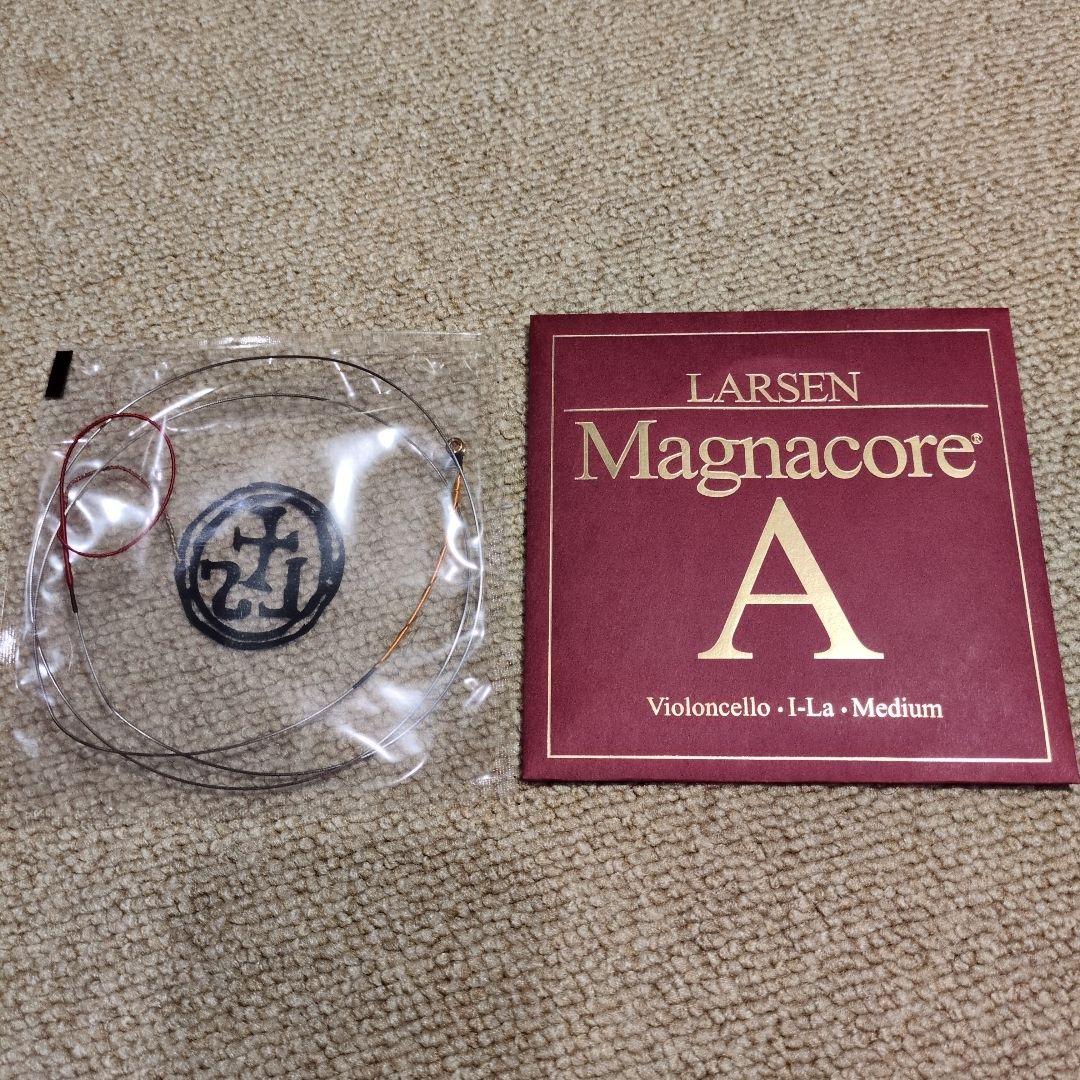 LARSEN
Magnacore®
A
Violoncello • I-La • Medium